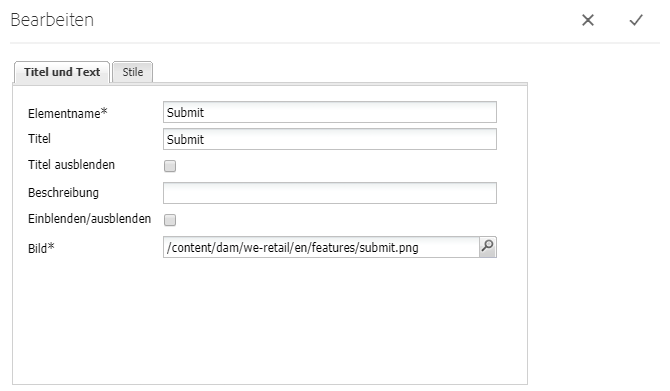 Bearbeiten
Titel und Text
Stile
Elementname* Submit
Titel Submit
Titel ausblenden
Beschreibung
Einblenden/ausblenden
Bild* /content/dam/we-retail/en/features/submit.png